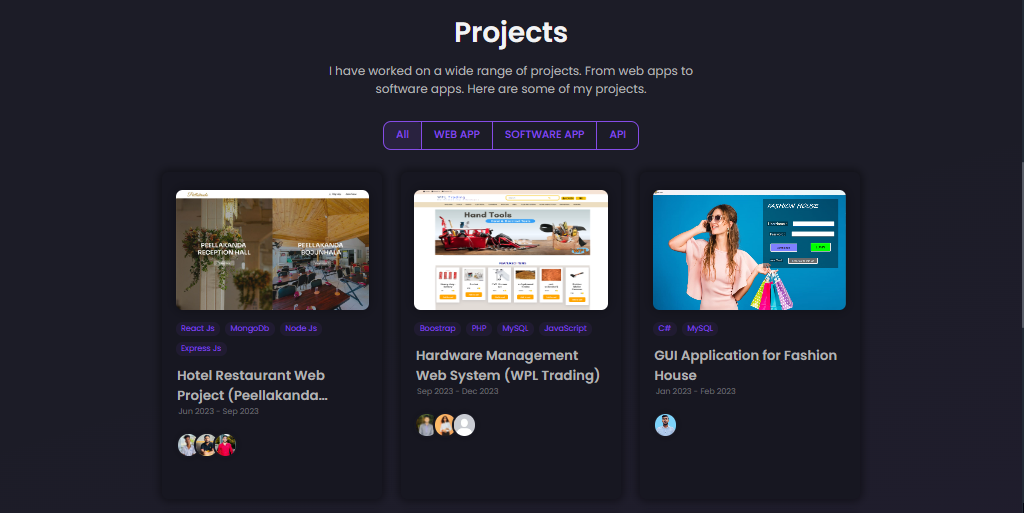 Projects
I have worked on a wide range of projects. From web apps to
software apps. Here are some of my projects.
All
WEB APP
SOFTWARE APP
API
PEELLAKANDA
RECEPTION HALL
PEELLAKANDA
BOJUNHALA
React Js
MongoDb
Node Js
Express Js
Hotel Restaurant Web
Project (Peellakanda...
Jun 2023 - Sep 2023
WPL Trading
Hand Tools
Boostrap
PHP
MySQL
JavaScript
Hardware Management
Web System (WPL Trading)
Sep 2023 - Dec 2023
FASHION HOUSE
C#
MySQL
GUI Application for Fashion
House
Jan 2023 - Feb 2023